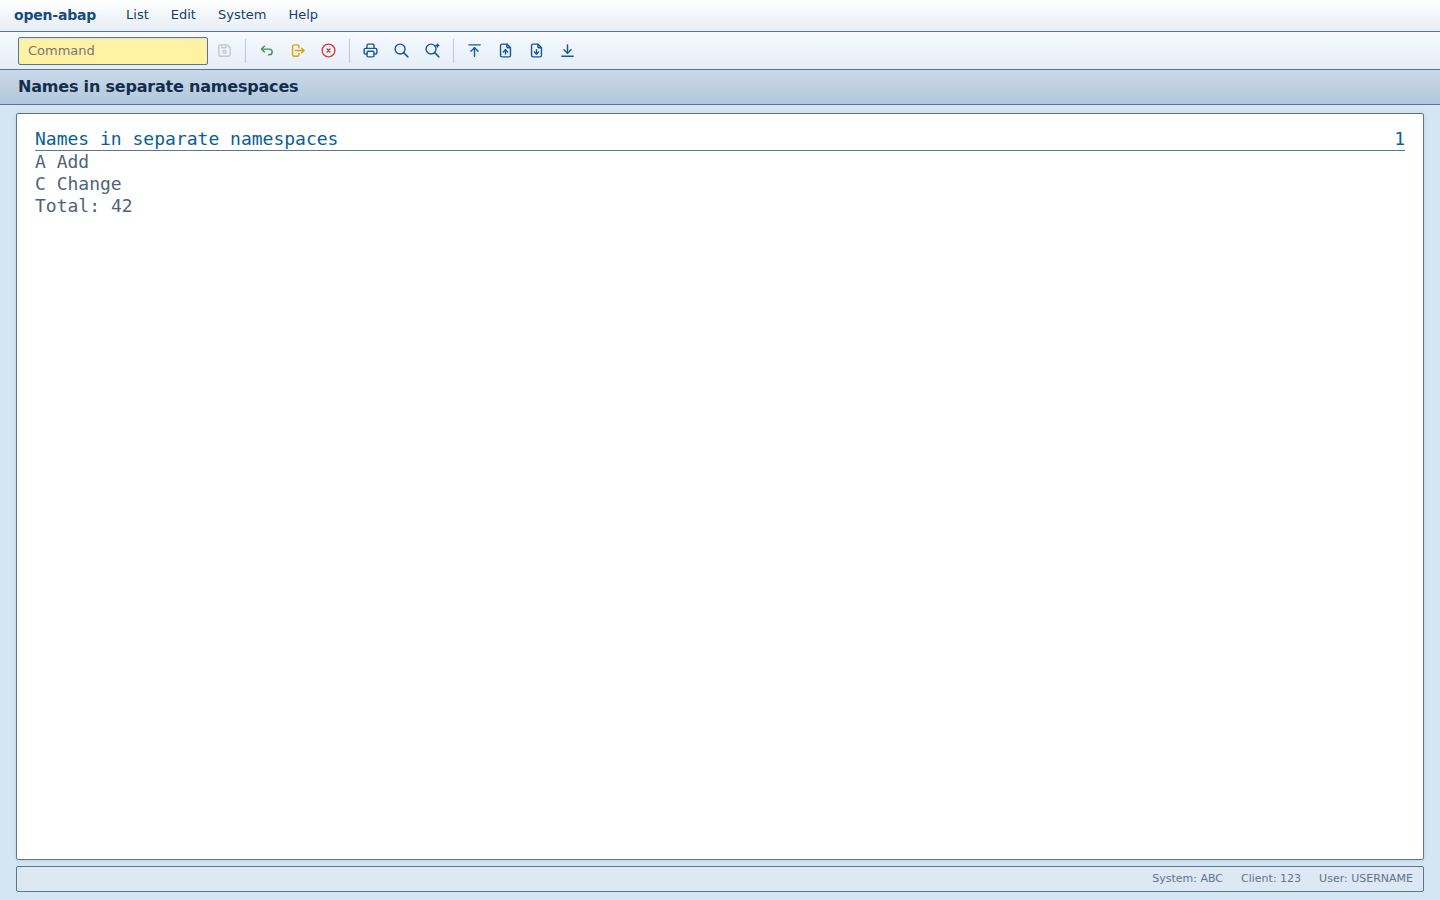 open-abap List Edit System Help
Command
Names in separate namespaces
Names in separate namespaces 1
A Add
C Change
Total: 42
System: ABC Client: 123 User: USERNAME